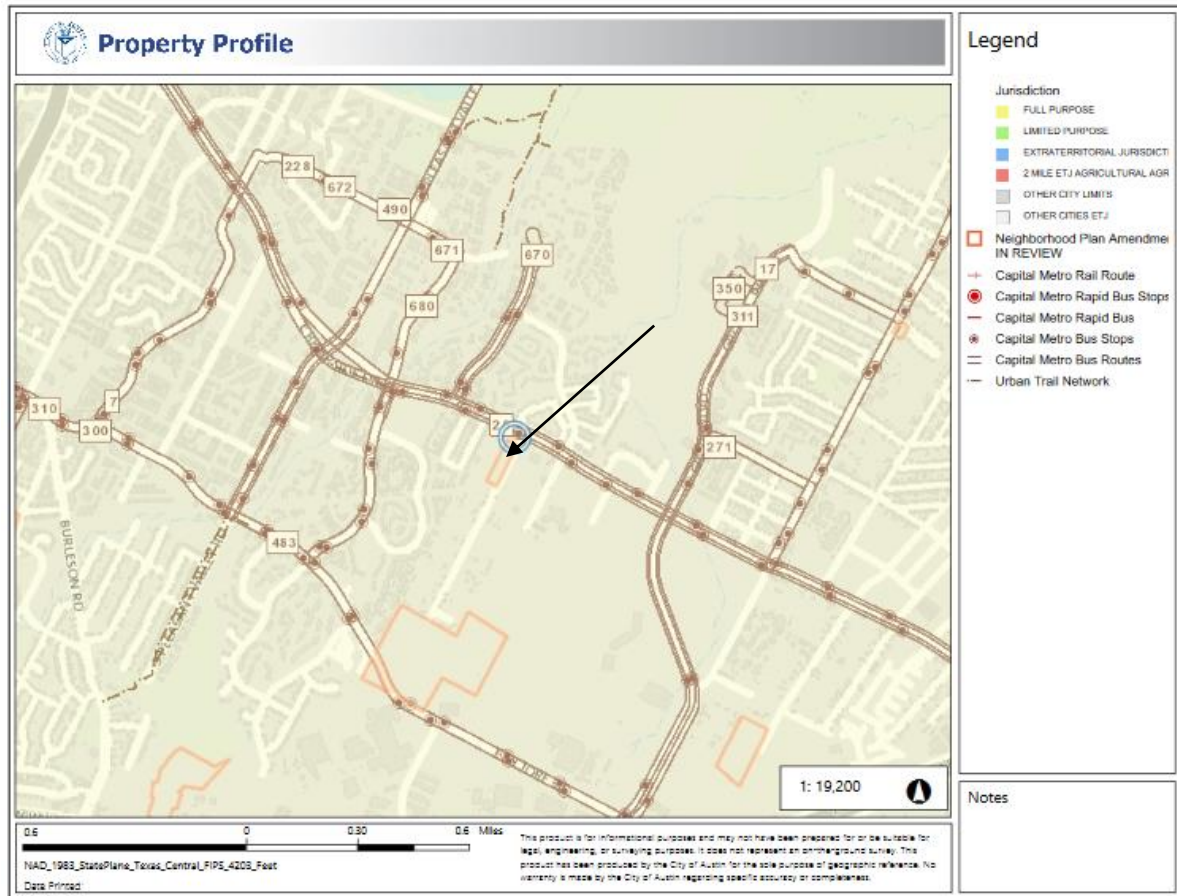 Property Profile
Legend
Jurisdiction
FULL PURPOSE
LIMITED PURPOSE
EXTRATERRITORIAL JURISDICTI
2 MILE ETJ AGRICULTURAL AGR
OTHER CITY LIMITS
OTHER CITIES ETJ
Neighborhood Plan Amendme
IN REVIEW
Capital Metro Rail Route
Capital Metro Rapid Bus Stops
Capital Metro Rapid Bus
Capital Metro Bus Stops
Capital Metro Bus Routes
Urban Trail Network
228
672
490
671
670
680
17
350
311
7
310
300
271
483
BURLESON RD
1: 19,200
Notes
0.6 0 0.30 0.6 Miles
NAD_1983_StatePlane_Texas_Central_FIPS_4203_Feet
Date Printed:
This product is for informational purposes and may not have been prepared for or be suitable for
legal, engineering, or surveying purposes. It does not represent an on-the-ground survey. This
product has been produced by the City of Austin for the sole purpose of geographic reference. No
warranty is made by the City of Austin regarding specific accuracy or completeness.